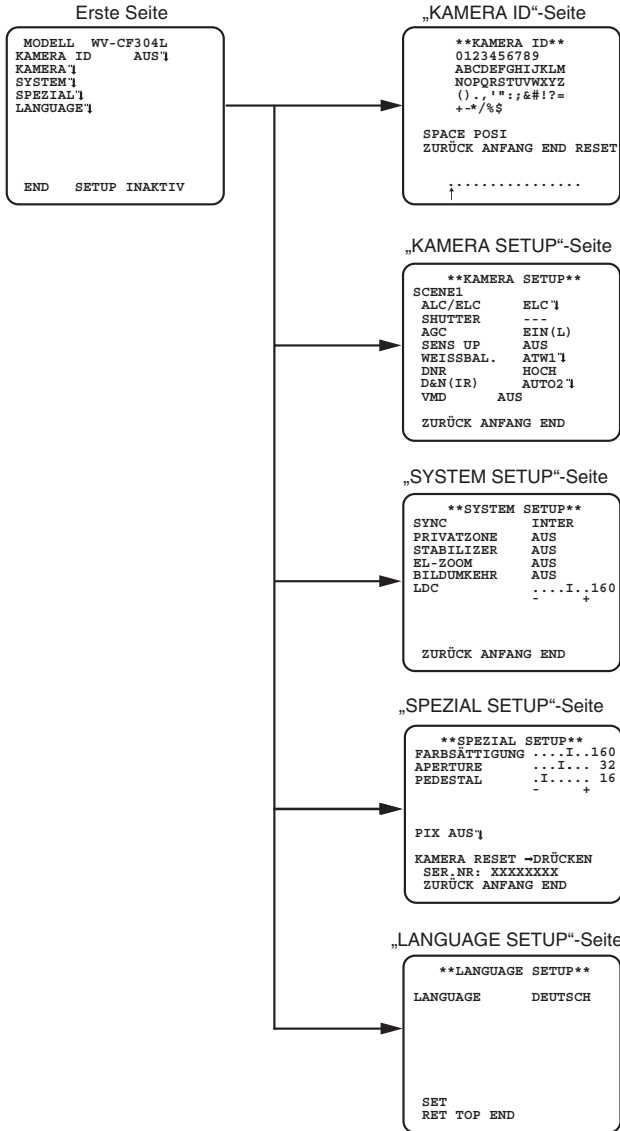 Erste Seite
MODELL WV-CF304L
KAMERA ID AUS
KAMERA
SYSTEM
SPEZIAL
LANGUAGE
END SETUP INAKTIV
„KAMERA ID“-Seite
**KAMERA ID**
0123456789
ABCDEFGHIJKLM
NOPQRSTUVWXYZ
().,'":;&#!?=
+-*/%$
SPACE POSI
ZURÜCK ANFANG END RESET
................
↑
„KAMERA SETUP“-Seite
**KAMERA SETUP**
SCENE1
ALC/ELC ELC
SHUTTER ---
AGC EIN(L)
SENS UP AUS
WEISSBAL. ATW1
DNR HOCH
D&N(IR) AUTO2
VMD AUS
ZURÜCK ANFANG END
„SYSTEM SETUP“-Seite
**SYSTEM SETUP**
SYNC INTER
PRIVATZONE AUS
STABILIZER AUS
EL-ZOOM AUS
BILDUMKEHR AUS
LDC ....I..160
- +
ZURÜCK ANFANG END
„SPEZIAL SETUP“-Seite
**SPEZIAL SETUP**
FARBSÄTTIGUNG ....I..160
APERTURE ...I... 32
PEDESTAL .I..... 16
- +
PIX AUS
KAMERA RESET →DRÜCKEN
SER.NR: XXXXXXXX
ZURÜCK ANFANG END
„LANGUAGE SETUP“-Seite
**LANGUAGE SETUP**
LANGUAGE DEUTSCH
SET
RET TOP END